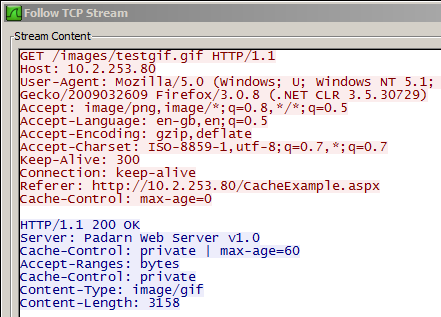 Follow TCP Stream
Stream Content
GET /images/testgif.gif HTTP/1.1
Host: 10.2.253.80
User-Agent: Mozilla/5.0 (Windows; U; Windows NT 5.1;
Gecko/2009032609 Firefox/3.0.8 (.NET CLR 3.5.30729)
Accept: image/png,image/*;q=0.8,*/*;q=0.5
Accept-Language: en-gb,en;q=0.5
Accept-Encoding: gzip,deflate
Accept-Charset: ISO-8859-1,utf-8;q=0.7,*;q=0.7
Keep-Alive: 300
Connection: keep-alive
Referer: http://10.2.253.80/CacheExample.aspx
Cache-Control: max-age=0
HTTP/1.1 200 OK
Server: Padarn Web Server v1.0
Cache-Control: private | max-age=60
Accept-Ranges: bytes
Cache-Control: private
Content-Type: image/gif
Content-Length: 3158